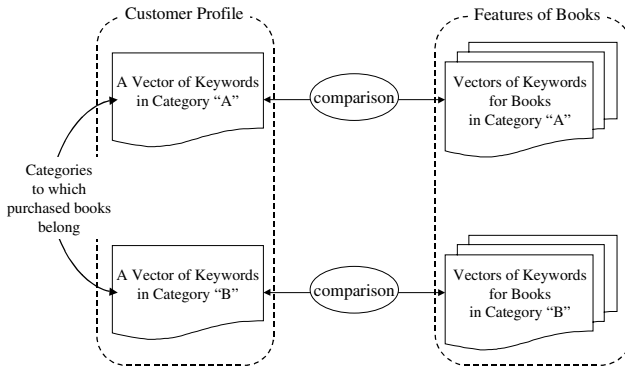 Customer Profile
Features of Books
A Vector of Keywords
in Category “A”
comparison
Vectors of Keywords
for Books
in Category “A”
Categories
to which
purchased books
belong
A Vector of Keywords
in Category “B”
comparison
Vectors of Keywords
for Books
in Category “B”